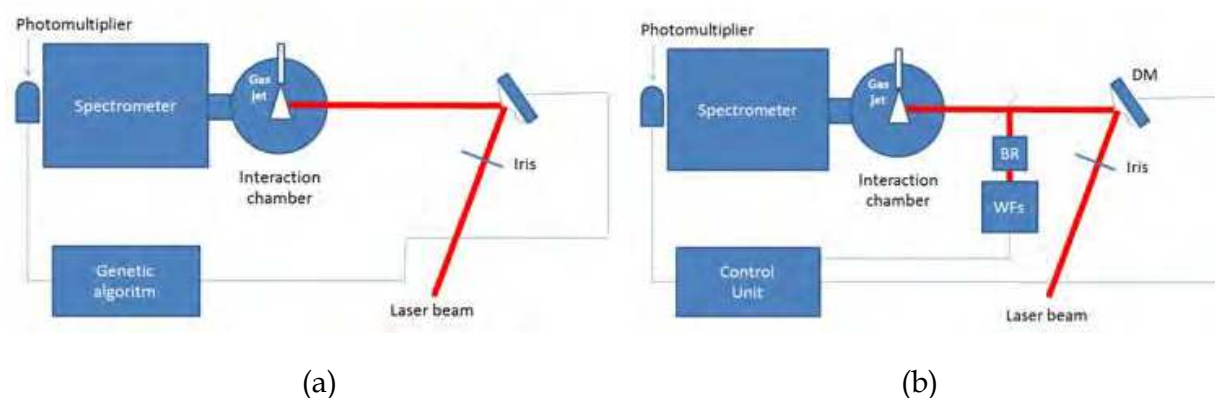 Photomultiplier
Spectrometer
Gas
jet
Iris
Interaction
chamber
Genetic
algoritm
Laser beam
(a)
Photomultiplier
DM
Spectrometer
Gas
Jet
BR
Iris
Interaction
chamber
WFs
Control
Unit
Laser beam
(b)